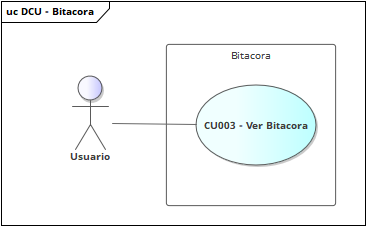 uc DCU - Bitacora
Bitacora
CU003 - Ver Bitacora
Usuario